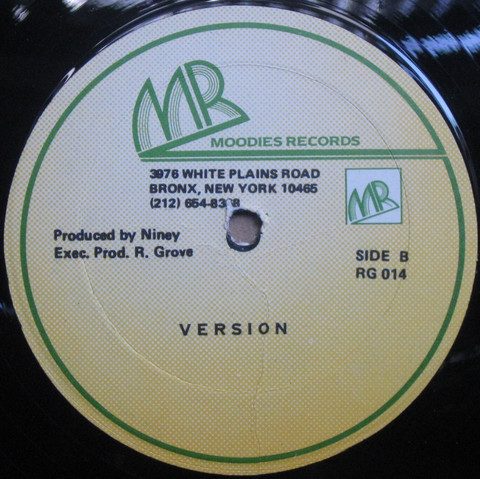 MR
MOODIES RECORDS
3976 WHITE PLAINS ROAD
BRONX, NEW YORK 10465
(212)
MR
Produced by Niney
Exec. Prod. R. Grove
SIDE B
RG 014
VERSION